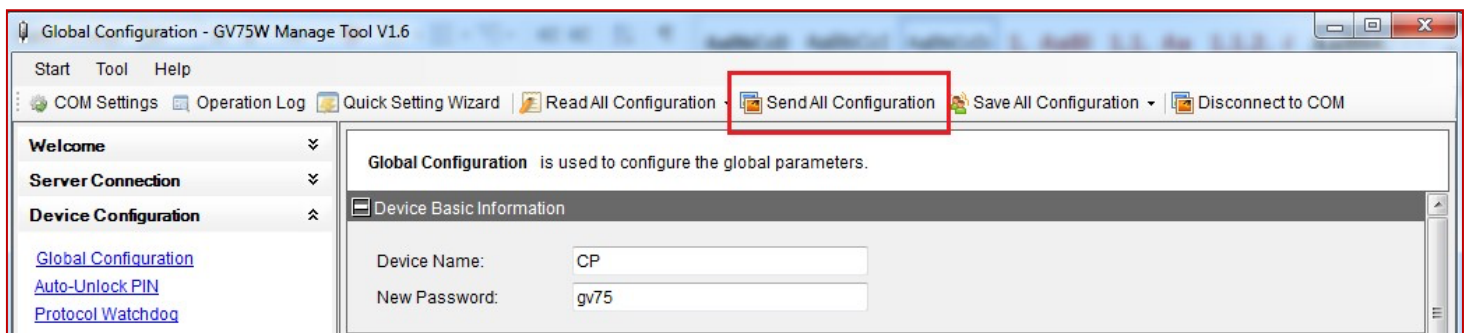 Global Configuration - GV75W Manage Tool V1.6
Start Tool Help
COM Settings Operation Log Quick Setting Wizard Read All Configuration Send All Configuration Save All Configuration Disconnect to COM
Welcome
Global Configuration is used to configure the global parameters.
Server Connection
Device Configuration
Device Basic Information
Global Configuration
Device Name: CP
Auto-Unlock PIN
New Password: gv75
Protocol Watchdog